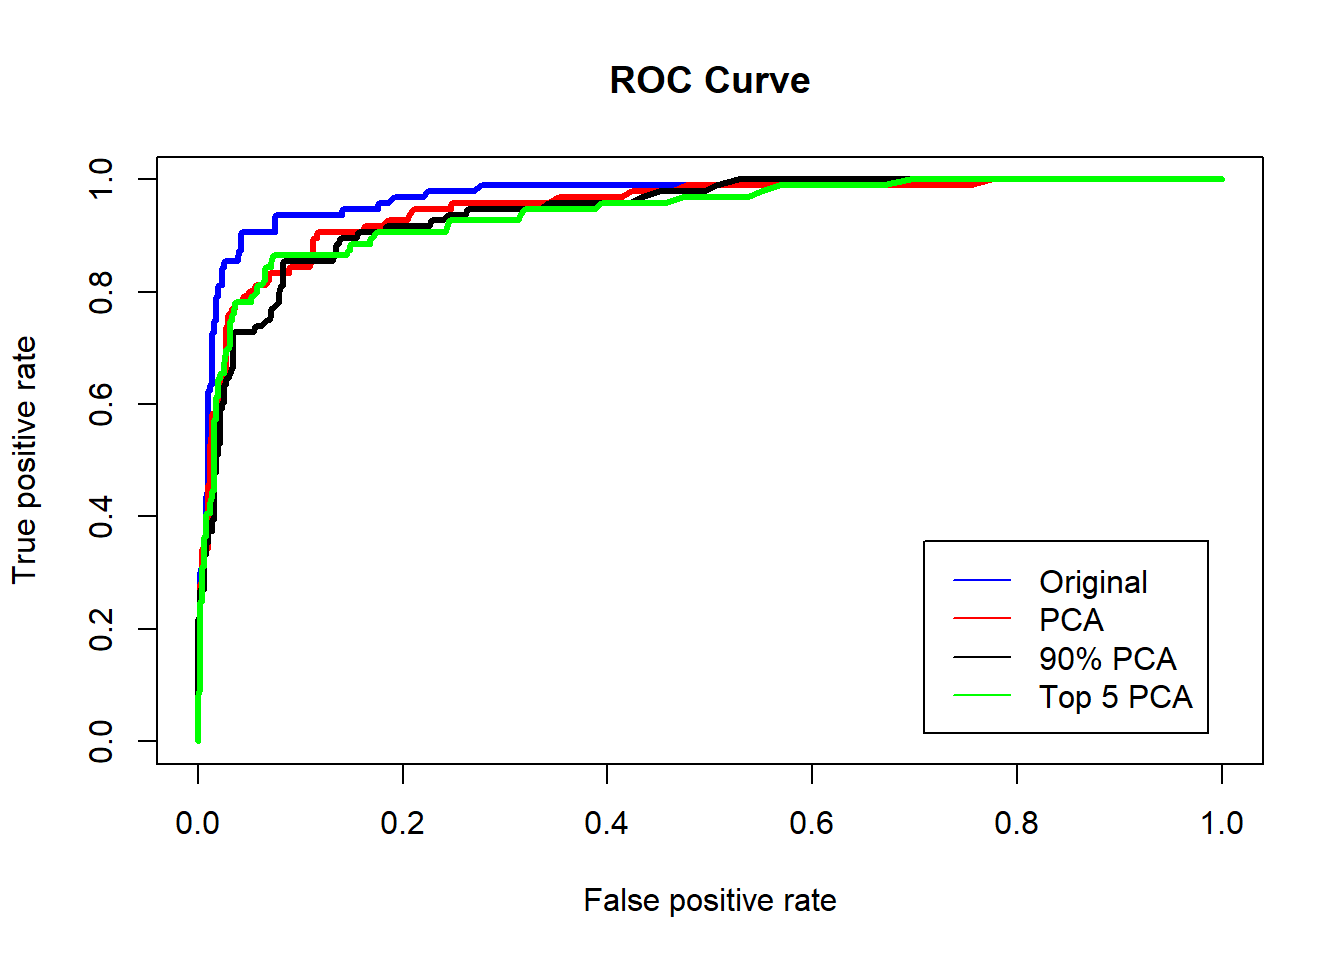 ROC Curve
True positive rate
1.0
0.8
0.6
0.4
0.2
0.0
Original
PCA
90% PCA
Top 5 PCA
0.0 0.2 0.4 0.6 0.8 1.0
False positive rate